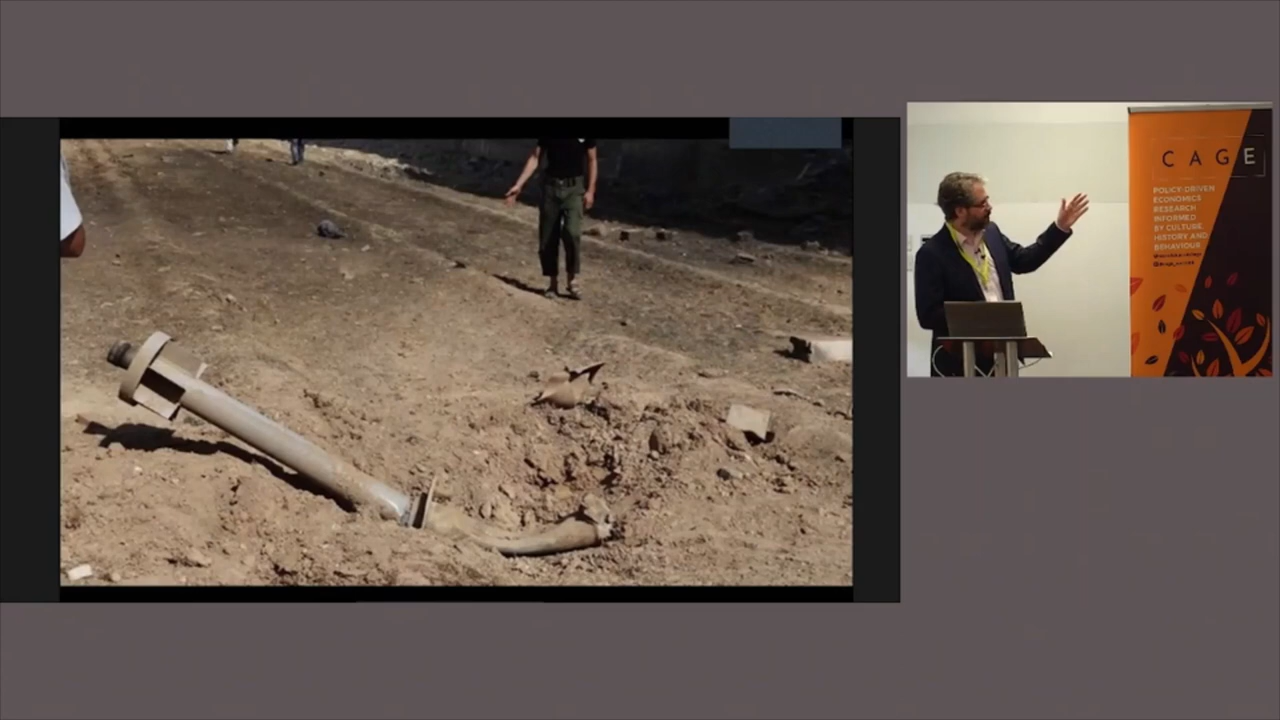 CAGE
POLICY-DRIVEN
ECONOMICS
RESEARCH
INFORMED
BY CULTURE,
HISTORY AND
BEHAVIOUR